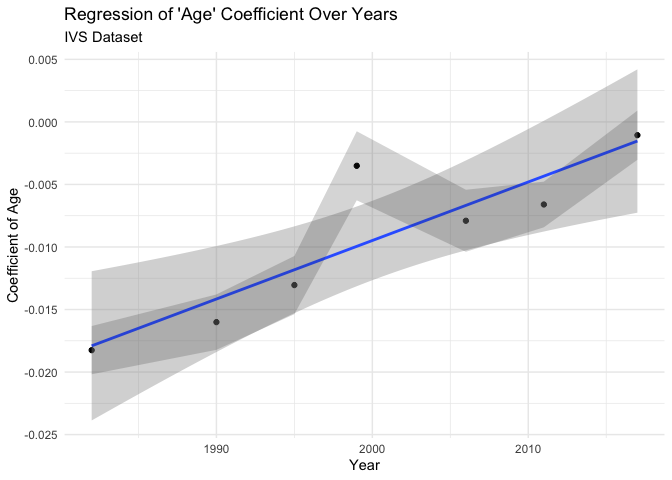 Regression of 'Age' Coefficient Over Years
IVS Dataset
Coefficient of Age
0.005
0.000
-0.005
-0.010
-0.015
-0.020
-0.025
1990
2000
2010
Year